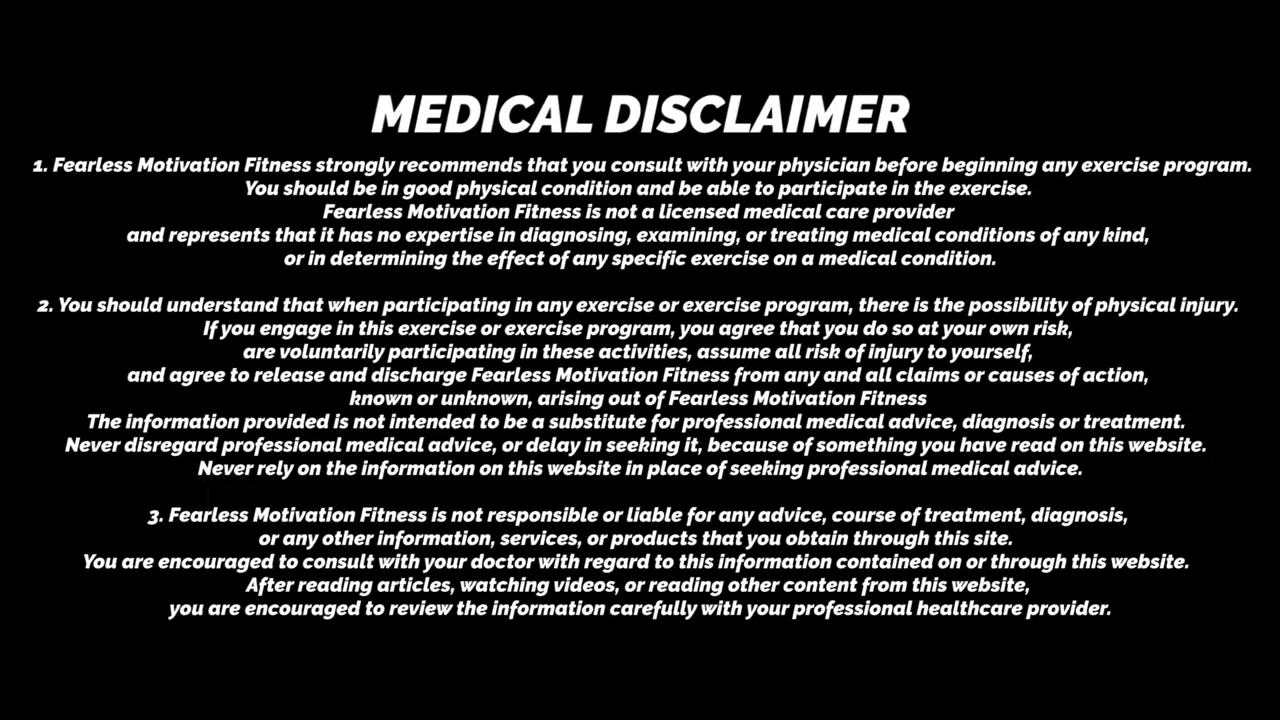 MEDICAL DISCLAIMER
1. Fearless Motivation Fitness strongly recommends that you consult with your physician before beginning any exercise program.
You should be in good physical condition and be able to participate in the exercise.
Fearless Motivation Fitness is not a licensed medical care provider
and represents that it has no expertise in diagnosing, examining, or treating medical conditions of any kind,
or in determining the effect of any specific exercise on a medical condition.
2. You should understand that when participating in any exercise or exercise program, there is the possibility of physical injury.
If you engage in this exercise or exercise program, you agree that you do so at your own risk,
are voluntarily participating in these activities, assume all risk of injury to yourself,
and agree to release and discharge Fearless Motivation Fitness from any and all claims or causes of action,
known or unknown, arising out of Fearless Motivation Fitness
The information provided is not intended to be a substitute for professional medical advice, diagnosis or treatment.
Never disregard professional medical advice, or delay in seeking it, because of something you have read on this website.
Never rely on the information on this website in place of seeking professional medical advice.
3. Fearless Motivation Fitness is not responsible or liable for any advice, course of treatment, diagnosis,
or any other information, services, or products that you obtain through this site.
You are encouraged to consult with your doctor with regard to this information contained on or through this website.
After reading articles, watching videos, or reading other content from this website,
you are encouraged to review the information carefully with your professional healthcare provider.